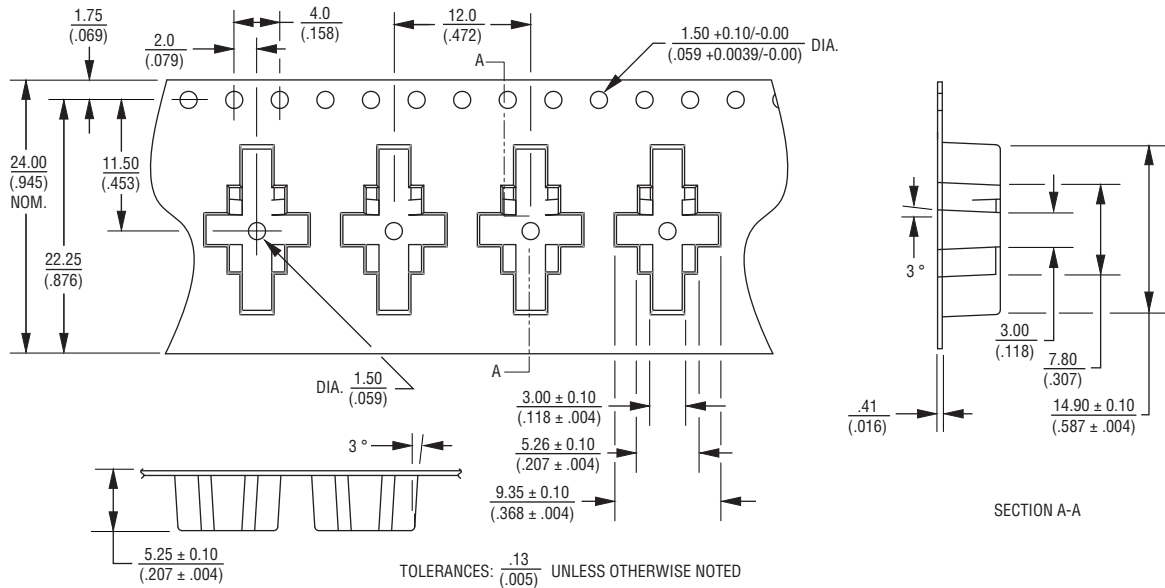 1.75
(.069)
2.0
(.079)
4.0
(.158)
12.0
(.472)
1.50 +0.10/-0.00
(.059 +0.0039/-0.00)
DIA.
A
24.00
(.945)
NOM.
11.50
(.453)
22.25
(.876)
3 °
3.00
(.118)
7.80
(.307)
14.90 ± 0.10
(.587 ± .004)
.41
(.016)
A
DIA. 1.50
(.059)
3.00 ± 0.10
(.118 ± .004)
5.26 ± 0.10
(.207 ± .004)
9.35 ± 0.10
(.368 ± .004)
3 °
5.25 ± 0.10
(.207 ± .004)
SECTION A-A
TOLERANCES: .13
(.005)
UNLESS OTHERWISE NOTED